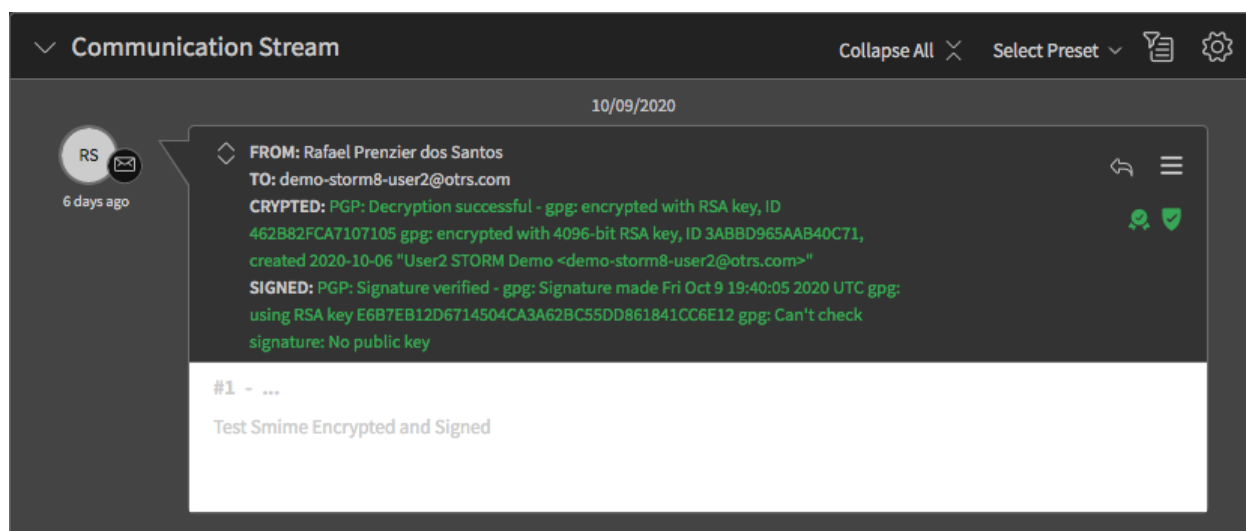 Communication Stream
Collapse All
Select Preset
10/09/2020
RS
6 days ago
FROM: Rafael Prenzier dos Santos
TO: demo-storm8-user2@otrs.com
CRYPTED: PGP: Decryption successful - gpg: encrypted with RSA key, ID
462B82FCA7107105 gpg: encrypted with 4096-bit RSA key, ID 3ABBD965AAB40C71,
created 2020-10-06 "User2 STORM Demo <demo-storm8-user2@otrs.com>"
SIGNED: PGP: Signature verified - gpg: Signature made Fri Oct 9 19:40:05 2020 UTC gpg:
using RSA key E6B7EB12D6714504CA3A62BC55DD861841CC6E12 gpg: Can't check
signature: No public key
#1 - ...
Test Smime Encrypted and Signed